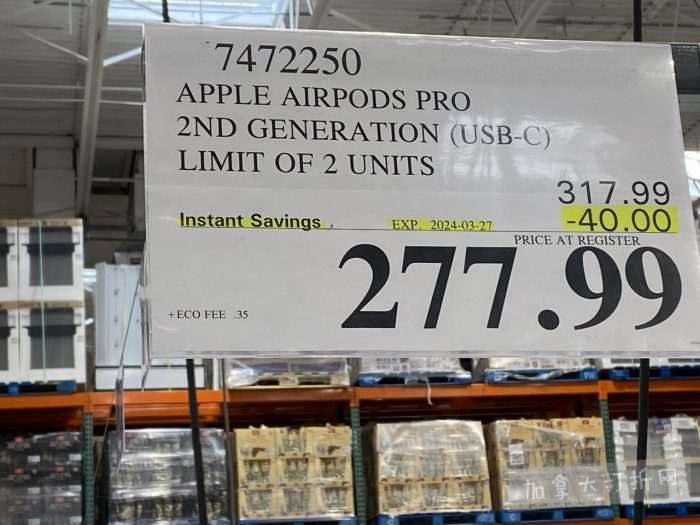 7472250
APPLE AIRPODS PRO
2ND GENERATION (USB-C)
LIMIT OF 2 UNITS
317.99
Instant Savings EXP. 2024-03-27 -40.00
PRICE AT REGISTER
277.99
+ECO FEE .35
加拿大打折网